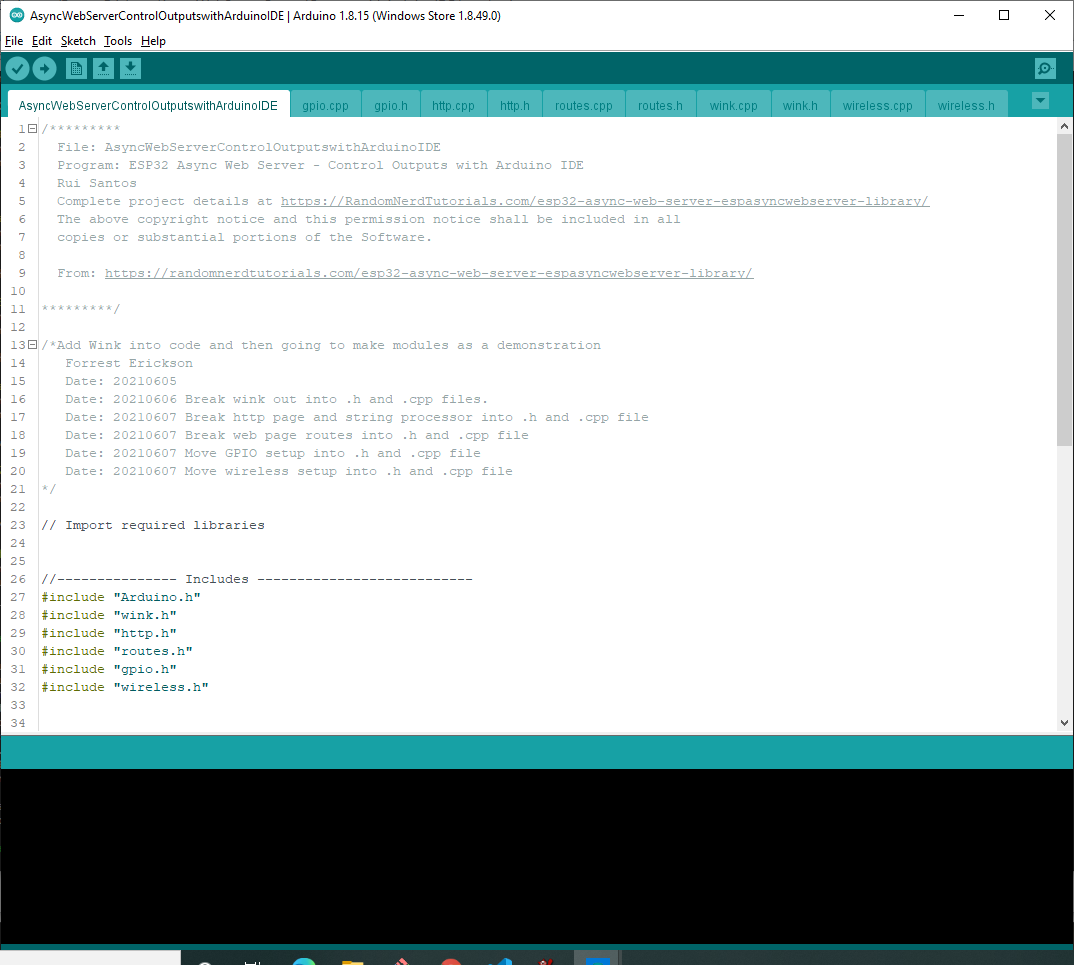 AsyncWebServerControlOutputswithArduinoIDE | Arduino 1.8.15 (Windows Store 1.8.49.0)
File Edit Sketch Tools Help
AsyncWebServerControlOutputswithArduinoIDE gpio.cpp gpio.h http.cpp http.h routes.cpp routes.h wink.cpp wink.h wireless.cpp wireless.h
1 /*********
2 File: AsyncWebServerControlOutputswithArduinoIDE
3 Program: ESP32 Async Web Server - Control Outputs with Arduino IDE
4 Rui Santos
5 Complete project details at https://RandomNerdTutorials.com/esp32-async-web-server-espasyncwebserver-library/
6 The above copyright notice and this permission notice shall be included in all
7 copies or substantial portions of the Software.
8
9 From: https://randomnerdtutorials.com/esp32-async-web-server-espasyncwebserver-library/
10
11 *********/
12
13 /*Add Wink into code and then going to make modules as a demonstration
14 Forrest Erickson
15 Date: 20210605
16 Date: 20210606 Break wink out into .h and .cpp files.
17 Date: 20210607 Break http page and string processor into .h and .cpp file
18 Date: 20210607 Break web page routes into .h and .cpp file
19 Date: 20210607 Move GPIO setup into .h and .cpp file
20 Date: 20210607 Move wireless setup into .h and .cpp file
21 */
22
23 // Import required libraries
24
25
26 //--------------- Includes ---------------------------
27 #include "Arduino.h"
28 #include "wink.h"
29 #include "http.h"
30 #include "routes.h"
31 #include "gpio.h"
32 #include "wireless.h"
33
34